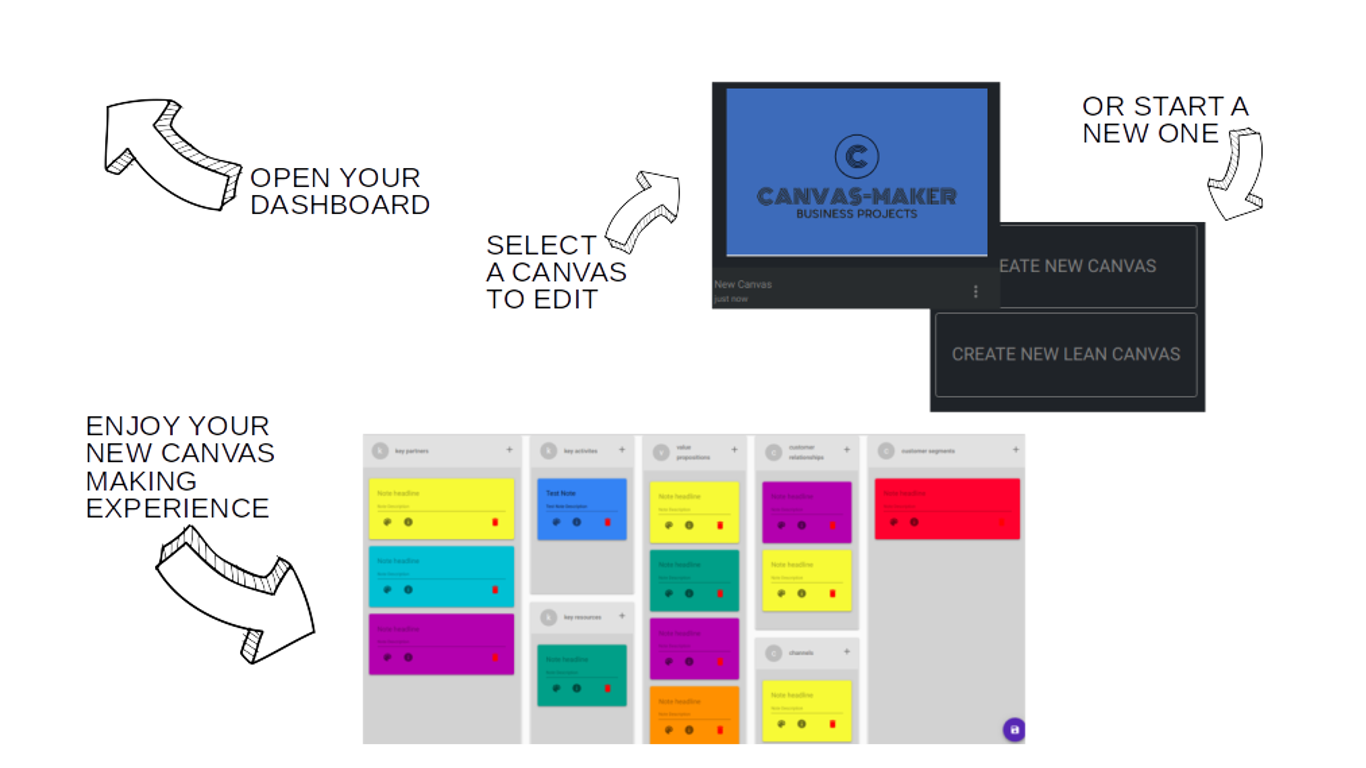 OPEN YOUR
DASHBOARD
SELECT
A CANVAS
TO EDIT
C
CANVAS-MAKER
BUSINESS PROJECTS
New Canvas
just now
OR START A
NEW ONE
EATE NEW CANVAS
CREATE NEW LEAN CANVAS
ENJOY YOUR
NEW CANVAS
MAKING
EXPERIENCE
k key partners +
Note headline
Note Description
Note headline
Note Description
Note headline
Note Description
k key activites +
Test Note
Test Note Description
k key resources +
Note headline
Note Description
v value
propositions +
Note headline
Note Description
Note headline
Note Description
Note headline
Note Description
Note headline
Note Description
c customer
relationships +
Note headline
Note Description
Note headline
Note Description
c channels +
Note headline
Note Description
c customer segments +
Note headline
Note Description